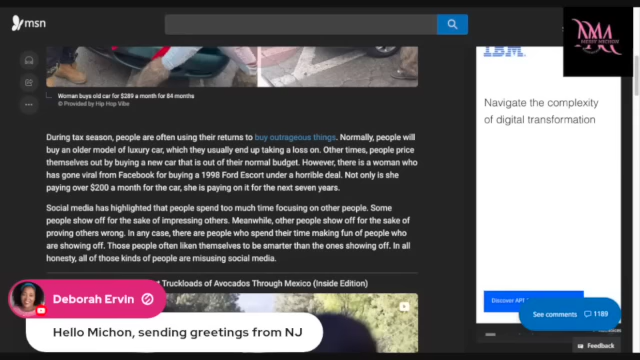 msn
IBM
Navigate the complexity
of digital transformation
Woman buys old car for $289 a month for 84 months
© Provided by Hip Hop Vibe
During tax season, people are often using their returns to buy outrageous things. Normally, people will
buy an older model of luxury car, which they usually end up taking a loss on. Other times, people price
themselves out by buying a new car that is out of their normal budget. However, there is a woman who
has gone viral from Facebook for buying a 1998 Ford Escort under a horrible deal. Not only is she
paying over $200 a month for the car, she is paying on it for the next seven years.
Social media has highlighted that people spend too much time focusing on other people. Some
people show off for the sake of impressing others. Meanwhile, other people show off for the sake of
proving others wrong. In any case, there are people who spend their time making fun of people who
are showing off. Those people often liken themselves to be smarter than the ones showing off. In all
honesty, all of those kinds of people are misusing social media.
Truckloads of Avocados Through Mexico (Inside Edition)
Deborah Ervin
Hello Michon, sending greetings from NJ
Discover
See comments 1189
Feedback